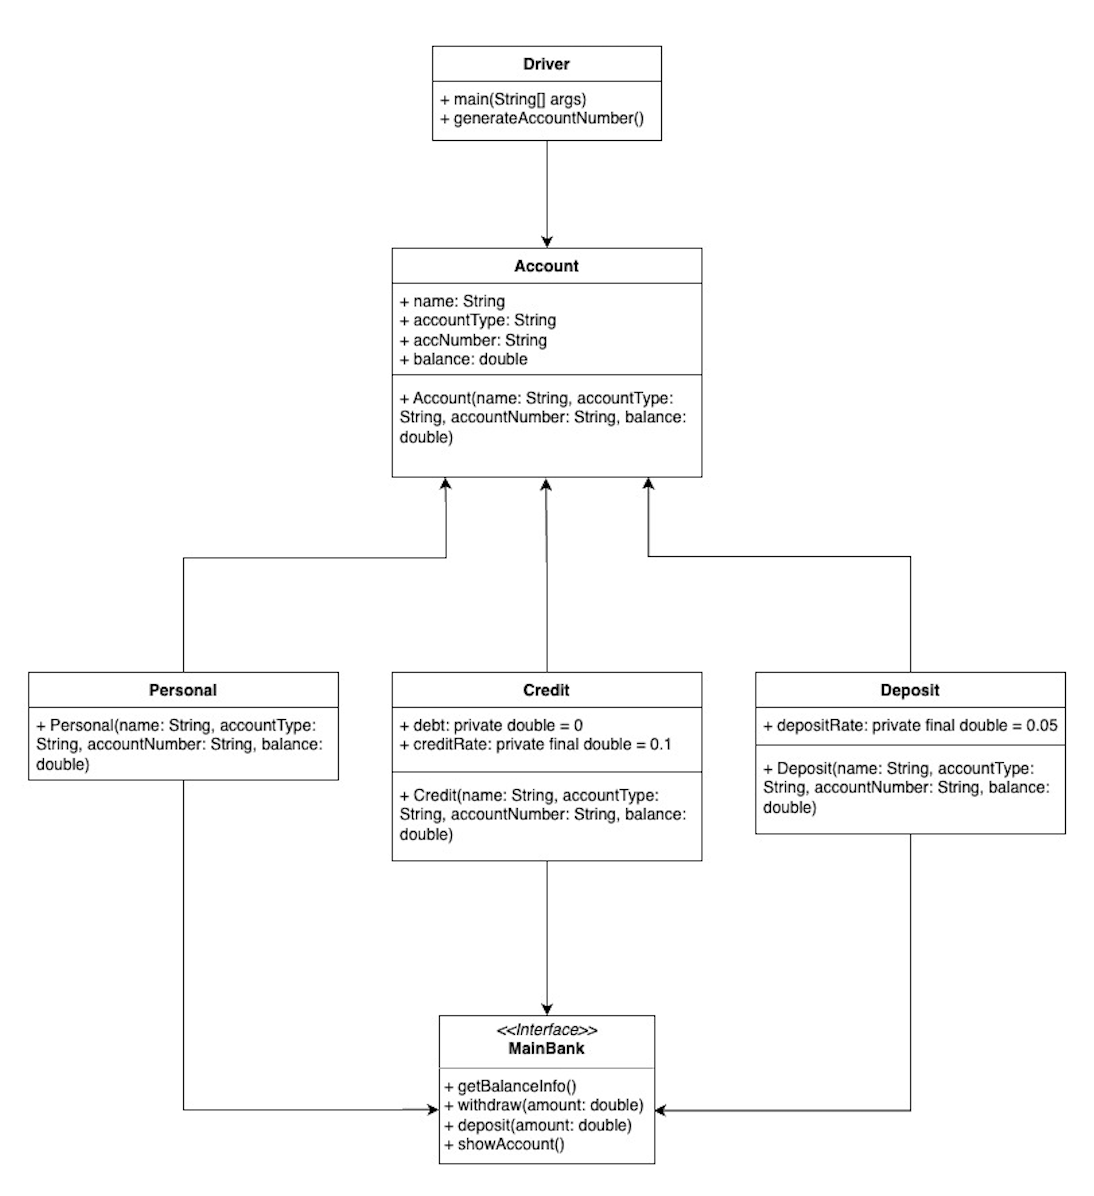 Driver
+ main(String[] args)
+ generateAccountNumber()
Account
+ name: String
+ accountType: String
+ accNumber: String
+ balance: double
+ Account(name: String, accountType:
String, accountNumber: String, balance:
double)
Personal
+ Personal(name: String, accountType:
String, accountNumber: String, balance:
double)
Credit
+ debt: private double = 0
+ creditRate: private final double = 0.1
+ Credit(name: String, accountType:
String, accountNumber: String, balance:
double)
Deposit
+ depositRate: private final double = 0.05
+ Deposit(name: String, accountType:
String, accountNumber: String, balance:
double)
<<Interface>>
MainBank
+ getBalanceInfo()
+ withdraw(amount: double)
+ deposit(amount: double)
+ showAccount()